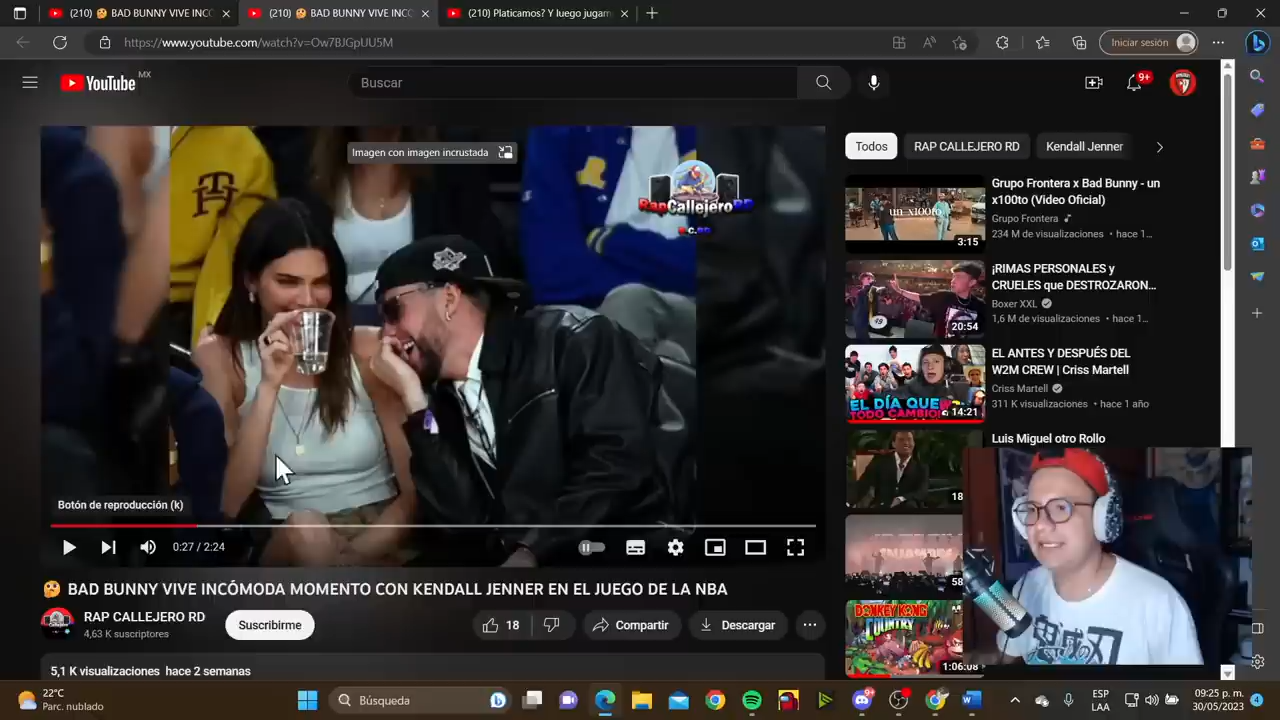 (210) 🤔 BAD BUNNY VIVE INCÓ
(210) 🤔 BAD BUNNY VIVE INCÓ
(210) Platicamos? Y luego jugam
https://www.youtube.com/watch?v=Ow7BJGpUU5M
Iniciar sesión
YouTube MX
Buscar
9+
Imagen con imagen incrustada
RapCallejeroRD
R.C.RD
Todos
RAP CALLEJERO RD
Kendall Jenner
un x100to
3:15
Grupo Frontera x Bad Bunny - un
x100to (Video Oficial)
Grupo Frontera
234 M de visualizaciones • hace 1...
20:54
¡RIMAS PERSONALES y
CRUELES que DESTROZARON...
Boxer XXL
1,6 M de visualizaciones • hace 1...
EL DÍA QUE
TODO CAMBIÓ
14:21
EL ANTES Y DESPUÉS DEL
W2M CREW | Criss Martell
Criss Martell
311 K visualizaciones • hace 1 año
Luis Miguel otro Rollo
18
58
DONKEY KONG
COUNTRY
1:06:08
Botón de reproducción (k)
0:27 / 2:24
🤔 BAD BUNNY VIVE INCÓMODA MOMENTO CON KENDALL JENNER EN EL JUEGO DE LA NBA
RAP CALLEJERO RD
4,63 K suscriptores
Suscribirme
18
Compartir
Descargar
5,1 K visualizaciones hace 2 semanas
22°C
Parc. nublado
Búsqueda
ESP
LAA
09:25 p. m.
30/05/2023
4